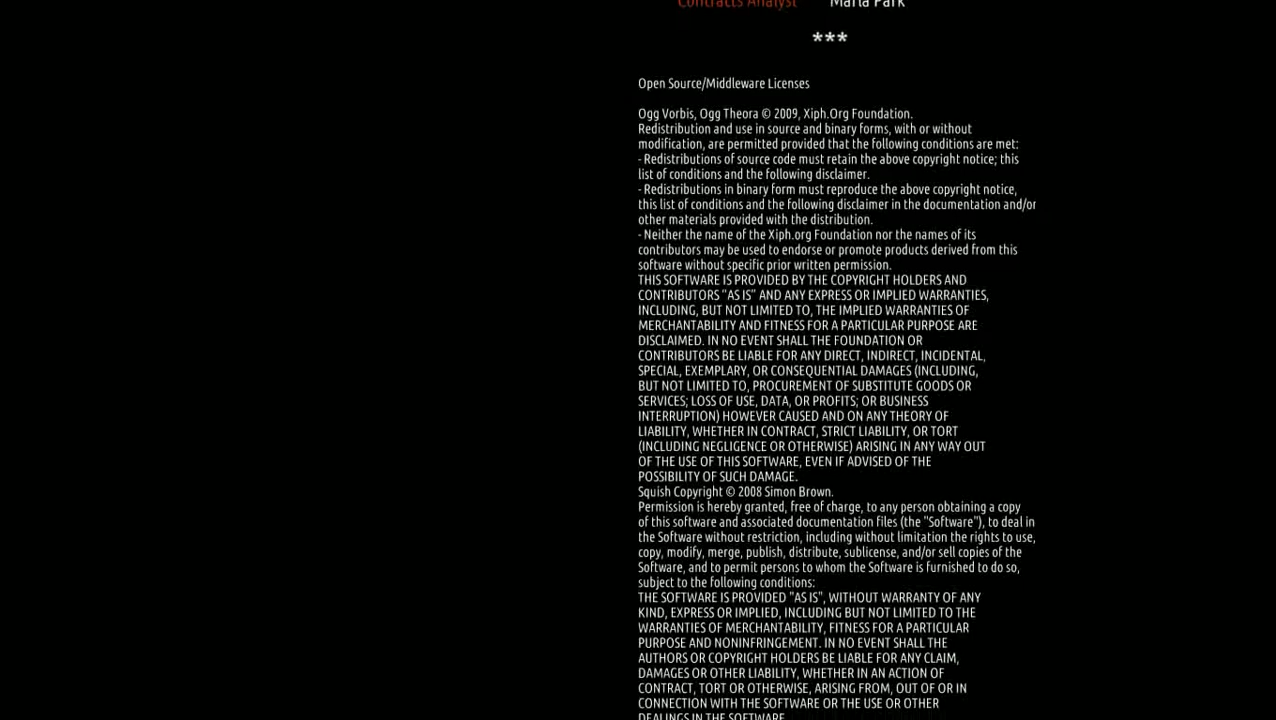 Contracts Analyst Maria Park
***
Open Source/Middleware Licenses
Ogg Vorbis, Ogg Theora © 2009, Xiph.Org Foundation.
Redistribution and use in source and binary forms, with or without
modification, are permitted provided that the following conditions are met:
- Redistributions of source code must retain the above copyright notice; this
list of conditions and the following disclaimer.
- Redistributions in binary form must reproduce the above copyright notice,
this list of conditions and the following disclaimer in the documentation and/or
other materials provided with the distribution.
- Neither the name of the Xiph.org Foundation nor the names of its
contributors may be used to endorse or promote products derived from this
software without specific prior written permission.
THIS SOFTWARE IS PROVIDED BY THE COPYRIGHT HOLDERS AND
CONTRIBUTORS "AS IS" AND ANY EXPRESS OR IMPLIED WARRANTIES,
INCLUDING, BUT NOT LIMITED TO, THE IMPLIED WARRANTIES OF
MERCHANTABILITY AND FITNESS FOR A PARTICULAR PURPOSE ARE
DISCLAIMED. IN NO EVENT SHALL THE FOUNDATION OR
CONTRIBUTORS BE LIABLE FOR ANY DIRECT, INDIRECT, INCIDENTAL,
SPECIAL, EXEMPLARY, OR CONSEQUENTIAL DAMAGES (INCLUDING,
BUT NOT LIMITED TO, PROCUREMENT OF SUBSTITUTE GOODS OR
SERVICES; LOSS OF USE, DATA, OR PROFITS; OR BUSINESS
INTERRUPTION) HOWEVER CAUSED AND ON ANY THEORY OF
LIABILITY, WHETHER IN CONTRACT, STRICT LIABILITY, OR TORT
(INCLUDING NEGLIGENCE OR OTHERWISE) ARISING IN ANY WAY OUT
OF THE USE OF THIS SOFTWARE, EVEN IF ADVISED OF THE
POSSIBILITY OF SUCH DAMAGE.
Squish Copyright © 2008 Simon Brown.
Permission is hereby granted, free of charge, to any person obtaining a copy
of this software and associated documentation files (the "Software"), to deal in
the Software without restriction, including without limitation the rights to use,
copy, modify, merge, publish, distribute, sublicense, and/or sell copies of the
Software, and to permit persons to whom the Software is furnished to do so,
subject to the following conditions:
THE SOFTWARE IS PROVIDED "AS IS", WITHOUT WARRANTY OF ANY
KIND, EXPRESS OR IMPLIED, INCLUDING BUT NOT LIMITED TO THE
WARRANTIES OF MERCHANTABILITY, FITNESS FOR A PARTICULAR
PURPOSE AND NONINFRINGEMENT. IN NO EVENT SHALL THE
AUTHORS OR COPYRIGHT HOLDERS BE LIABLE FOR ANY CLAIM,
DAMAGES OR OTHER LIABILITY, WHETHER IN AN ACTION OF
CONTRACT, TORT OR OTHERWISE, ARISING FROM, OUT OF OR IN
CONNECTION WITH THE SOFTWARE OR THE USE OR OTHER
DEALINGS IN THE SOFTWARE.